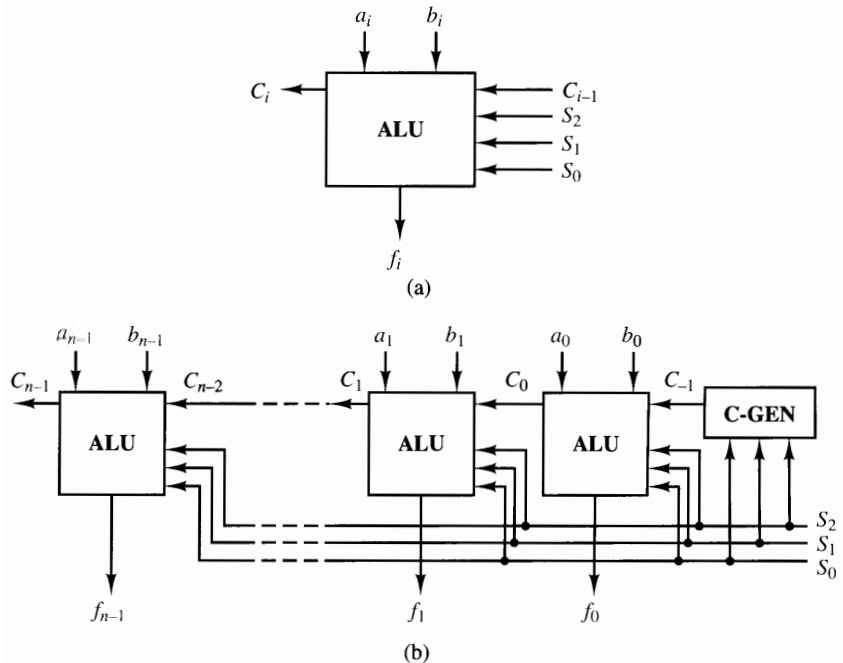 a_i b_i
C_i C_{i–1}
ALU S_2
S_1
S_0
f_i
(a)
a_{n–1} b_{n–1} a_1 b_1 a_0 b_0
C_{n–1} C_{n–2} C_1 C_0 C_{–1}
ALU ALU ALU C-GEN
S_2
S_1
S_0
f_{n–1} f_1 f_0
(b)